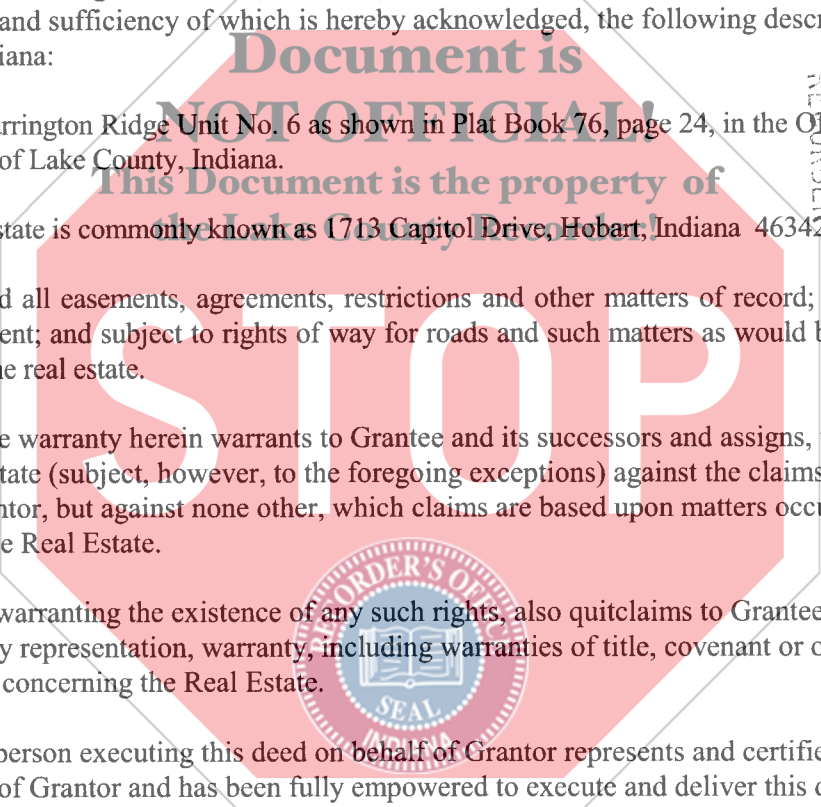 and sufficiency of which is hereby acknowledged, the following descr
Document is
iana:
NOT OFFICIAL!
rrington Ridge Unit No. 6 as shown in Plat Book 76, page 24, in the Of
of Lake County, Indiana.
This Document is the property of
the Lake County Recorder!
state is commonly known as 1713 Capitol Drive, Hobart, Indiana 46342
d all easements, agreements, restrictions and other matters of record;
ent; and subject to rights of way for roads and such matters as would b
he real estate.
STOP
e warranty herein warrants to Grantee and its successors and assigns,
tate (subject, however, to the foregoing exceptions) against the claims
ntor, but against none other, which claims are based upon matters occu
e Real Estate.
RECORDER'S OFFICE
warranting the existence of any such rights, also quitclaims to Grantee
y representation, warranty, including warranties of title, covenant or o
concerning the Real Estate.
SEAL
INDIANA
person executing this deed on behalf of Grantor represents and certifie
of Grantor and has been fully empowered to execute and deliver this d